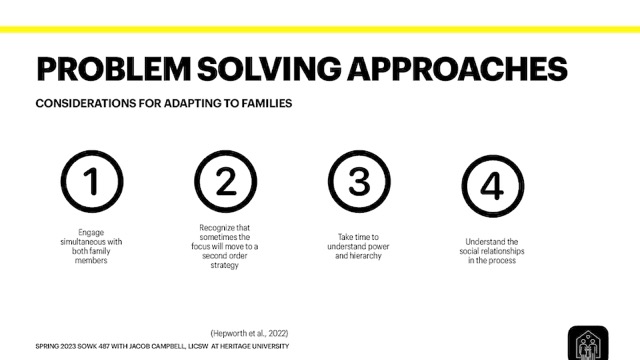 PROBLEM SOLVING APPROACHES
CONSIDERATIONS FOR ADAPTING TO FAMILIES
1
Engage
simultaneous with
both family
members
2
Recognize that
sometimes the
focus will move to a
second order
strategy
3
Take time to
understand power
and hierarchy
4
Understand the
social relationships
in the process
(Hepworth et al., 2022)
SPRING 2023 SOWK 487 WITH JACOB CAMPBELL, LICSW AT HERITAGE UNIVERSITY